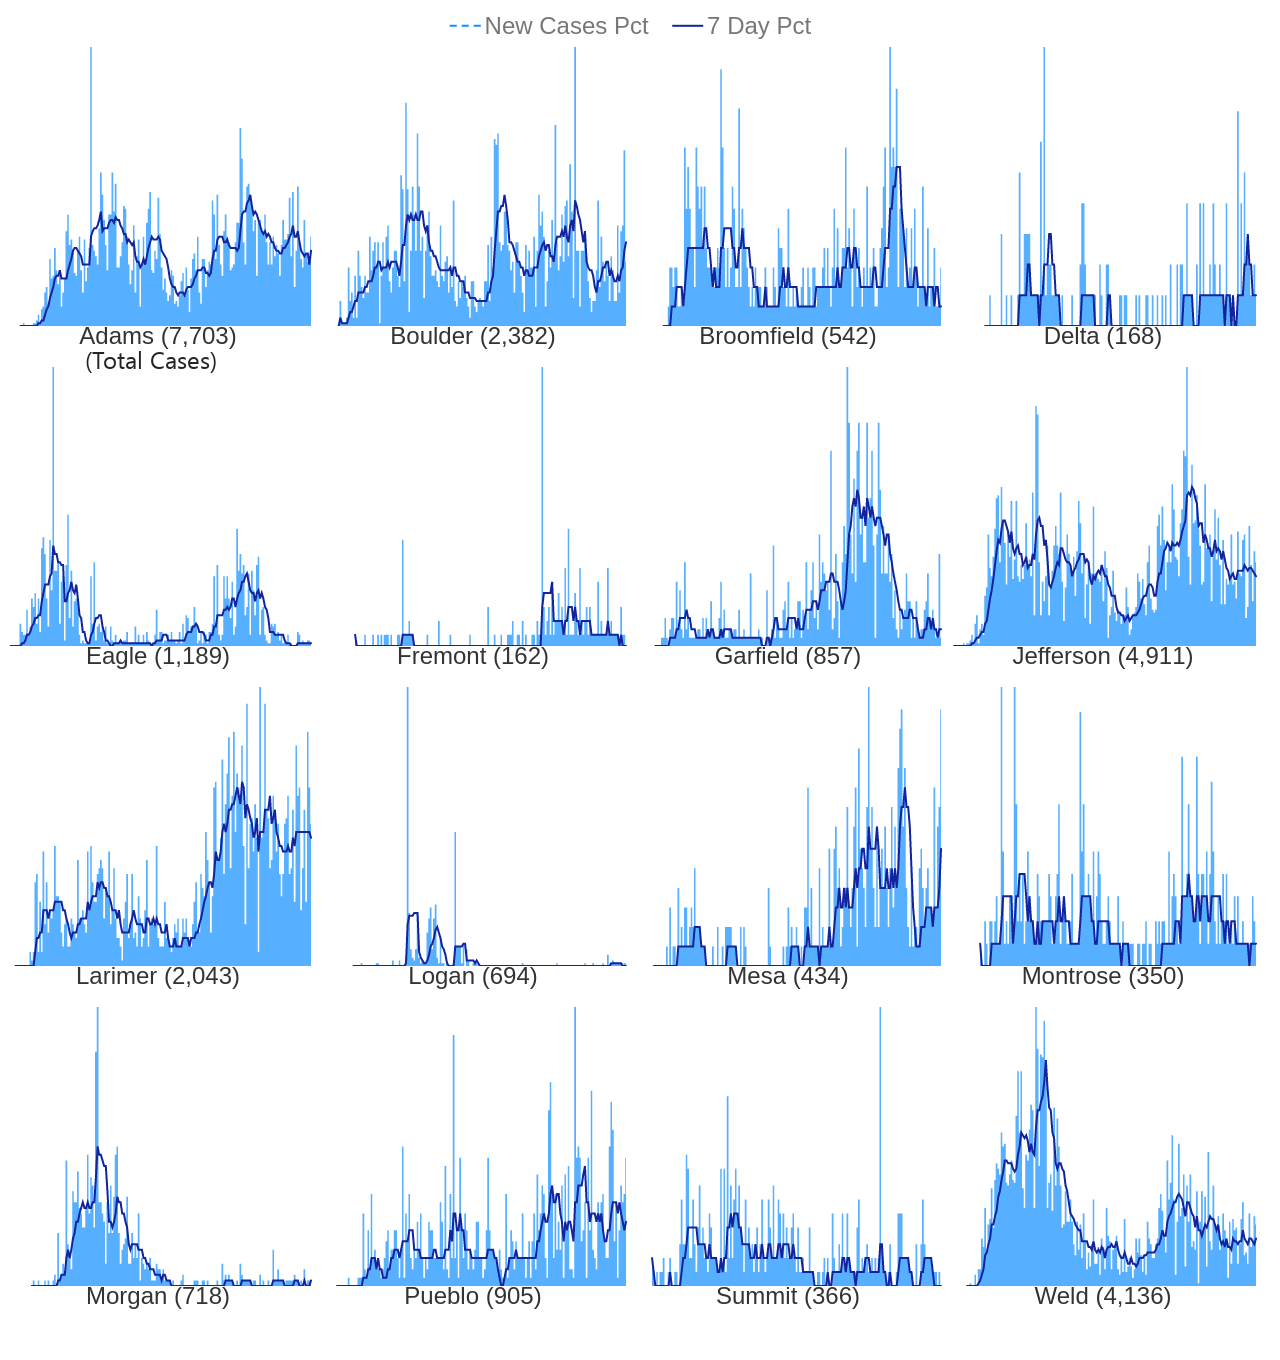 New Cases Pct 7 Day Pct
Adams (7,703) Boulder (2,382) Broomfield (542) Delta (168)
(Total Cases)
Eagle (1,189) Fremont (162) Garfield (857) Jefferson (4,911)
Larimer (2,043) Logan (694) Mesa (434) Montrose (350)
Morgan (718) Pueblo (905) Summit (366) Weld (4,136)